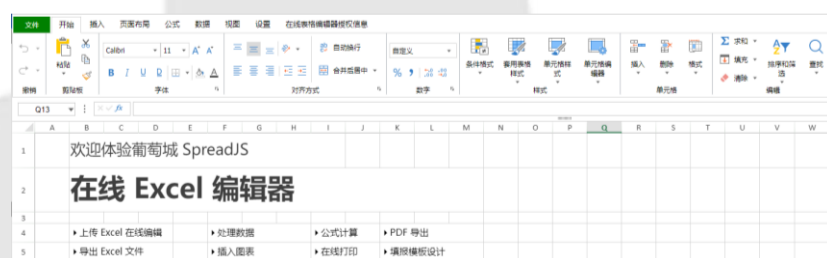 文件 开始 插入 页面布局 公式 数据 视图 设置 在线表格编辑器授权信息
Calibri 11 A A 自动换行 自定义 求和
粘贴 条件格式 套用表格样式 单元格样式 单元格编辑器 插入 删除 格式 填充 排序和筛选 查找
B I U D A 合并后居中 % 清除
撤销 剪贴板 字体 对齐方式 数字 样式 单元格 编辑
Q13 fx
A B C D E F G H I J K L M N O P Q R S T U V W
1 欢迎体验葡萄城 SpreadJS
2 在线 Excel 编辑器
3
4 上传 Excel 在线编辑 处理数据 公式计算 PDF 导出
5 导出 Excel 文件 插入图表 在线打印 填报模板设计